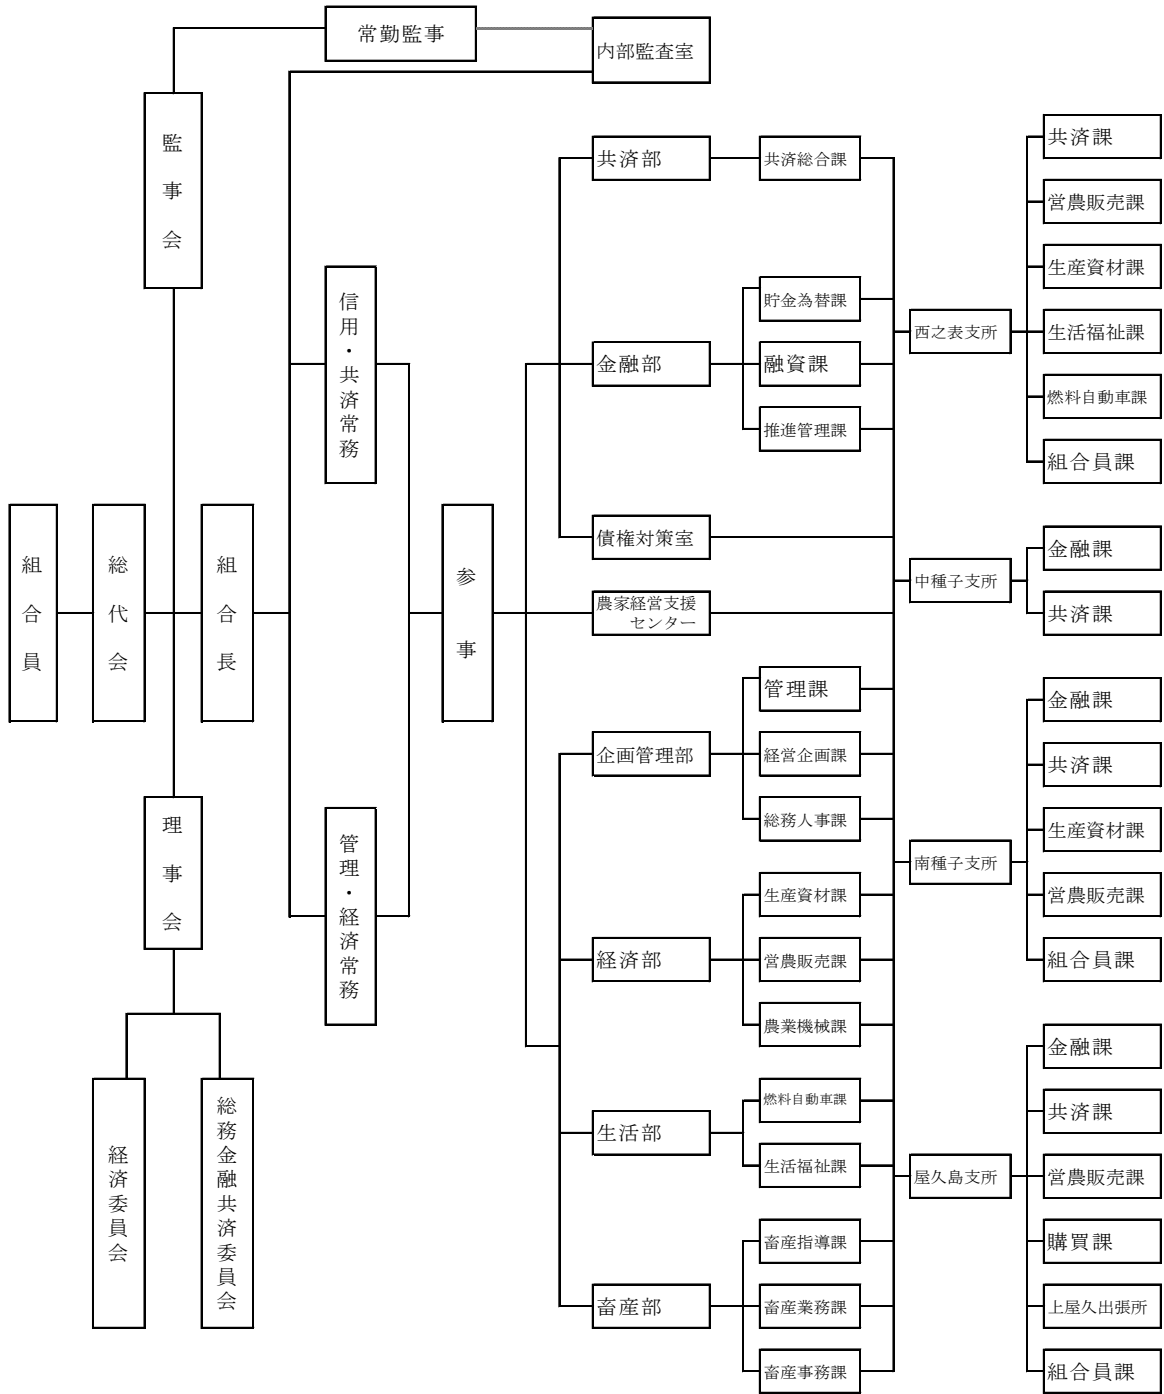 常勤監事
内部監査室
監事会
組合員
総代会
組合長
理事会
経済委員会
総務金融共済委員会
信用・共済常務
管理・経済常務
参事
共済部
共済総合課
金融部
貯金為替課
融資課
推進管理課
債権対策室
農家経営支援
センター
企画管理部
管理課
経営企画課
総務人事課
経済部
生産資材課
営農販売課
農業機械課
生活部
燃料自動車課
生活福祉課
畜産部
畜産指導課
畜産業務課
畜産事務課
西之表支所
共済課
営農販売課
生産資材課
生活福祉課
燃料自動車課
組合員課
中種子支所
金融課
共済課
南種子支所
金融課
共済課
生産資材課
営農販売課
組合員課
屋久島支所
金融課
共済課
営農販売課
購買課
上屋久出張所
組合員課